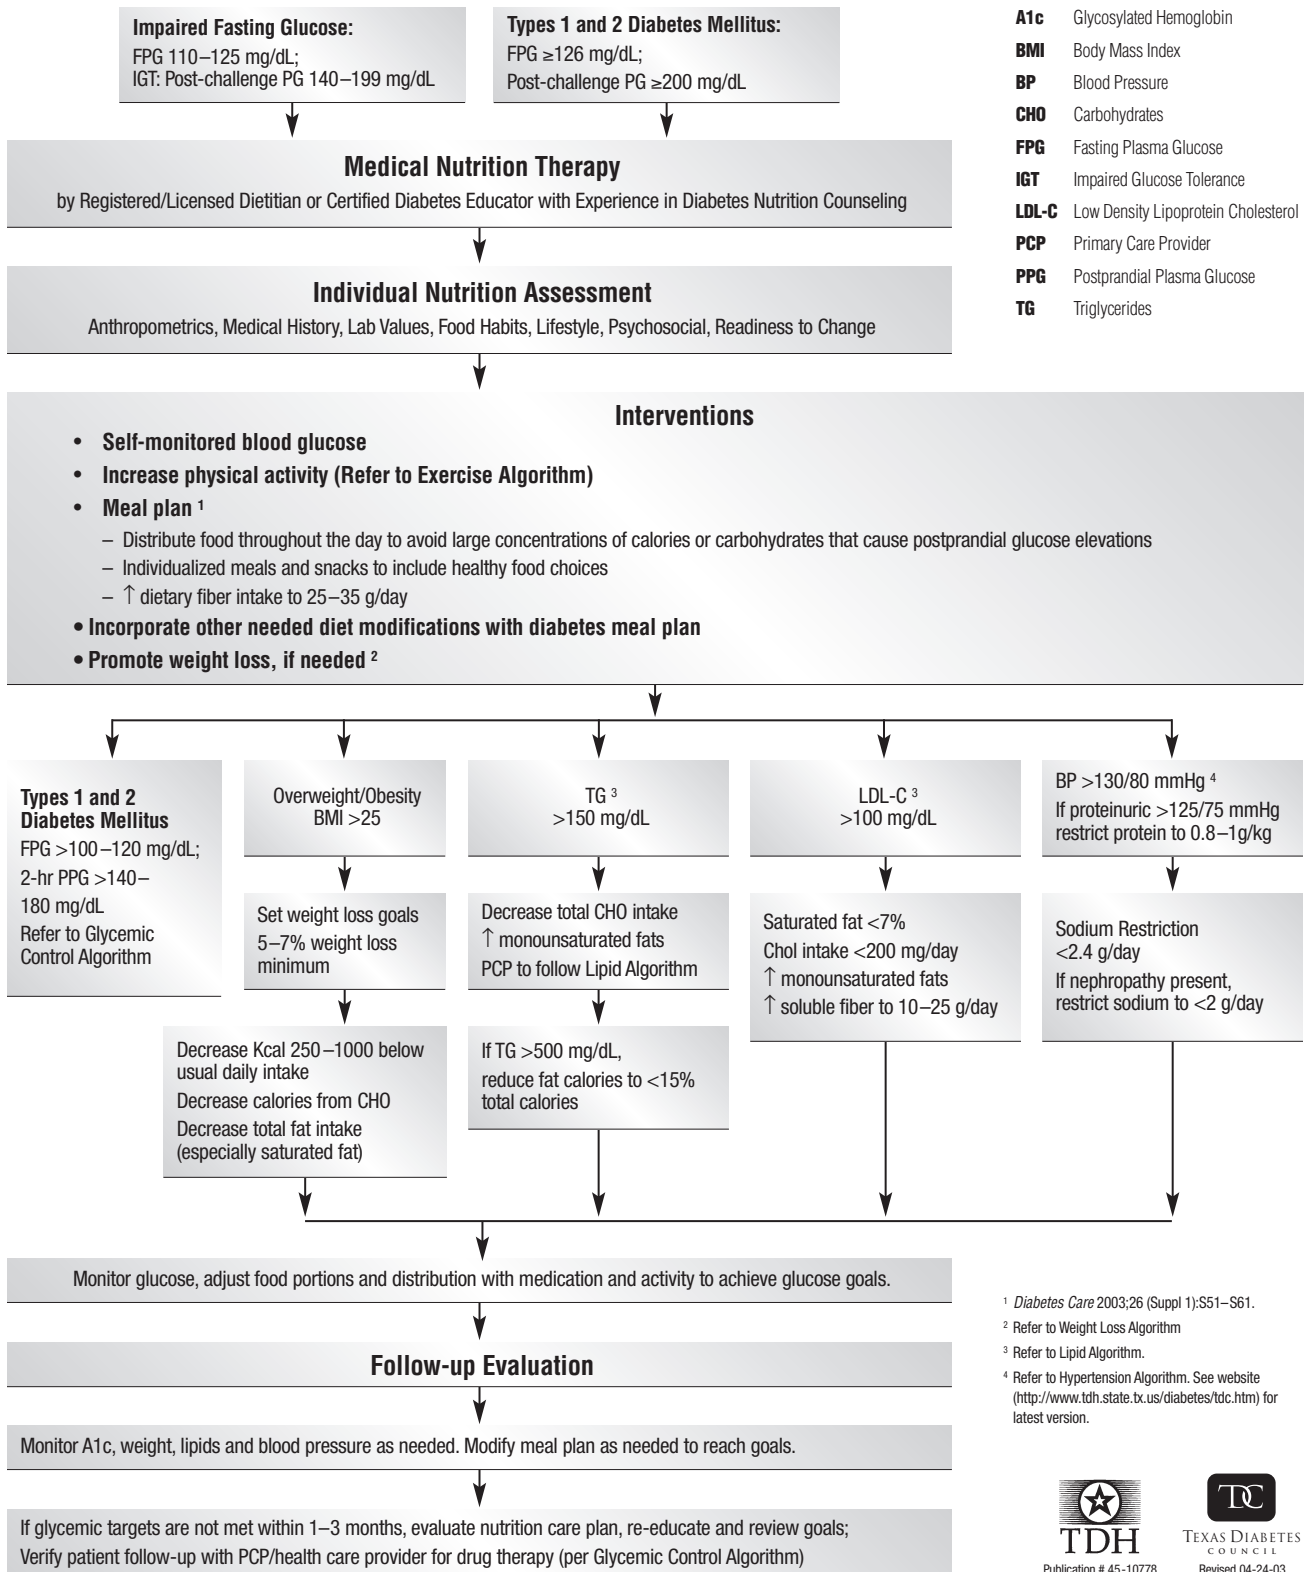 Impaired Fasting Glucose:
FPG 110–125 mg/dL;
IGT: Post-challenge PG 140–199 mg/dL
Types 1 and 2 Diabetes Mellitus:
FPG ≥126 mg/dL;
Post-challenge PG ≥200 mg/dL
A1c Glycosylated Hemoglobin
BMI Body Mass Index
BP Blood Pressure
CHO Carbohydrates
FPG Fasting Plasma Glucose
IGT Impaired Glucose Tolerance
LDL-C Low Density Lipoprotein Cholesterol
PCP Primary Care Provider
PPG Postprandial Plasma Glucose
TG Triglycerides
Medical Nutrition Therapy
by Registered/Licensed Dietitian or Certified Diabetes Educator with Experience in Diabetes Nutrition Counseling
Individual Nutrition Assessment
Anthropometrics, Medical History, Lab Values, Food Habits, Lifestyle, Psychosocial, Readiness to Change
Interventions
• Self-monitored blood glucose
• Increase physical activity (Refer to Exercise Algorithm)
• Meal plan ¹
– Distribute food throughout the day to avoid large concentrations of calories or carbohydrates that cause postprandial glucose elevations
– Individualized meals and snacks to include healthy food choices
– ↑ dietary fiber intake to 25–35 g/day
• Incorporate other needed diet modifications with diabetes meal plan
• Promote weight loss, if needed ²
Types 1 and 2
Diabetes Mellitus
FPG >100–120 mg/dL;
2-hr PPG >140–
180 mg/dL
Refer to Glycemic
Control Algorithm
Overweight/Obesity
BMI >25
Set weight loss goals
5–7% weight loss
minimum
Decrease Kcal 250–1000 below
usual daily intake
Decrease calories from CHO
Decrease total fat intake
(especially saturated fat)
TG ³
>150 mg/dL
Decrease total CHO intake
↑ monounsaturated fats
PCP to follow Lipid Algorithm
If TG >500 mg/dL,
reduce fat calories to <15%
total calories
LDL-C ³
>100 mg/dL
Saturated fat <7%
Chol intake <200 mg/day
↑ monounsaturated fats
↑ soluble fiber to 10–25 g/day
BP >130/80 mmHg ⁴
If proteinuric >125/75 mmHg
restrict protein to 0.8–1g/kg
Sodium Restriction
<2.4 g/day
If nephropathy present,
restrict sodium to <2 g/day
Monitor glucose, adjust food portions and distribution with medication and activity to achieve glucose goals.
Follow-up Evaluation
Monitor A1c, weight, lipids and blood pressure as needed. Modify meal plan as needed to reach goals.
If glycemic targets are not met within 1–3 months, evaluate nutrition care plan, re-educate and review goals;
Verify patient follow-up with PCP/health care provider for drug therapy (per Glycemic Control Algorithm)
¹ Diabetes Care 2003;26 (Suppl 1):S51–S61.
² Refer to Weight Loss Algorithm
³ Refer to Lipid Algorithm.
⁴ Refer to Hypertension Algorithm. See website
(http://www.tdh.state.tx.us/diabetes/tdc.htm) for
latest version.
TDH
Publication # 45-10778
TDC
TEXAS DIABETES
COUNCIL
Revised 04-24-03